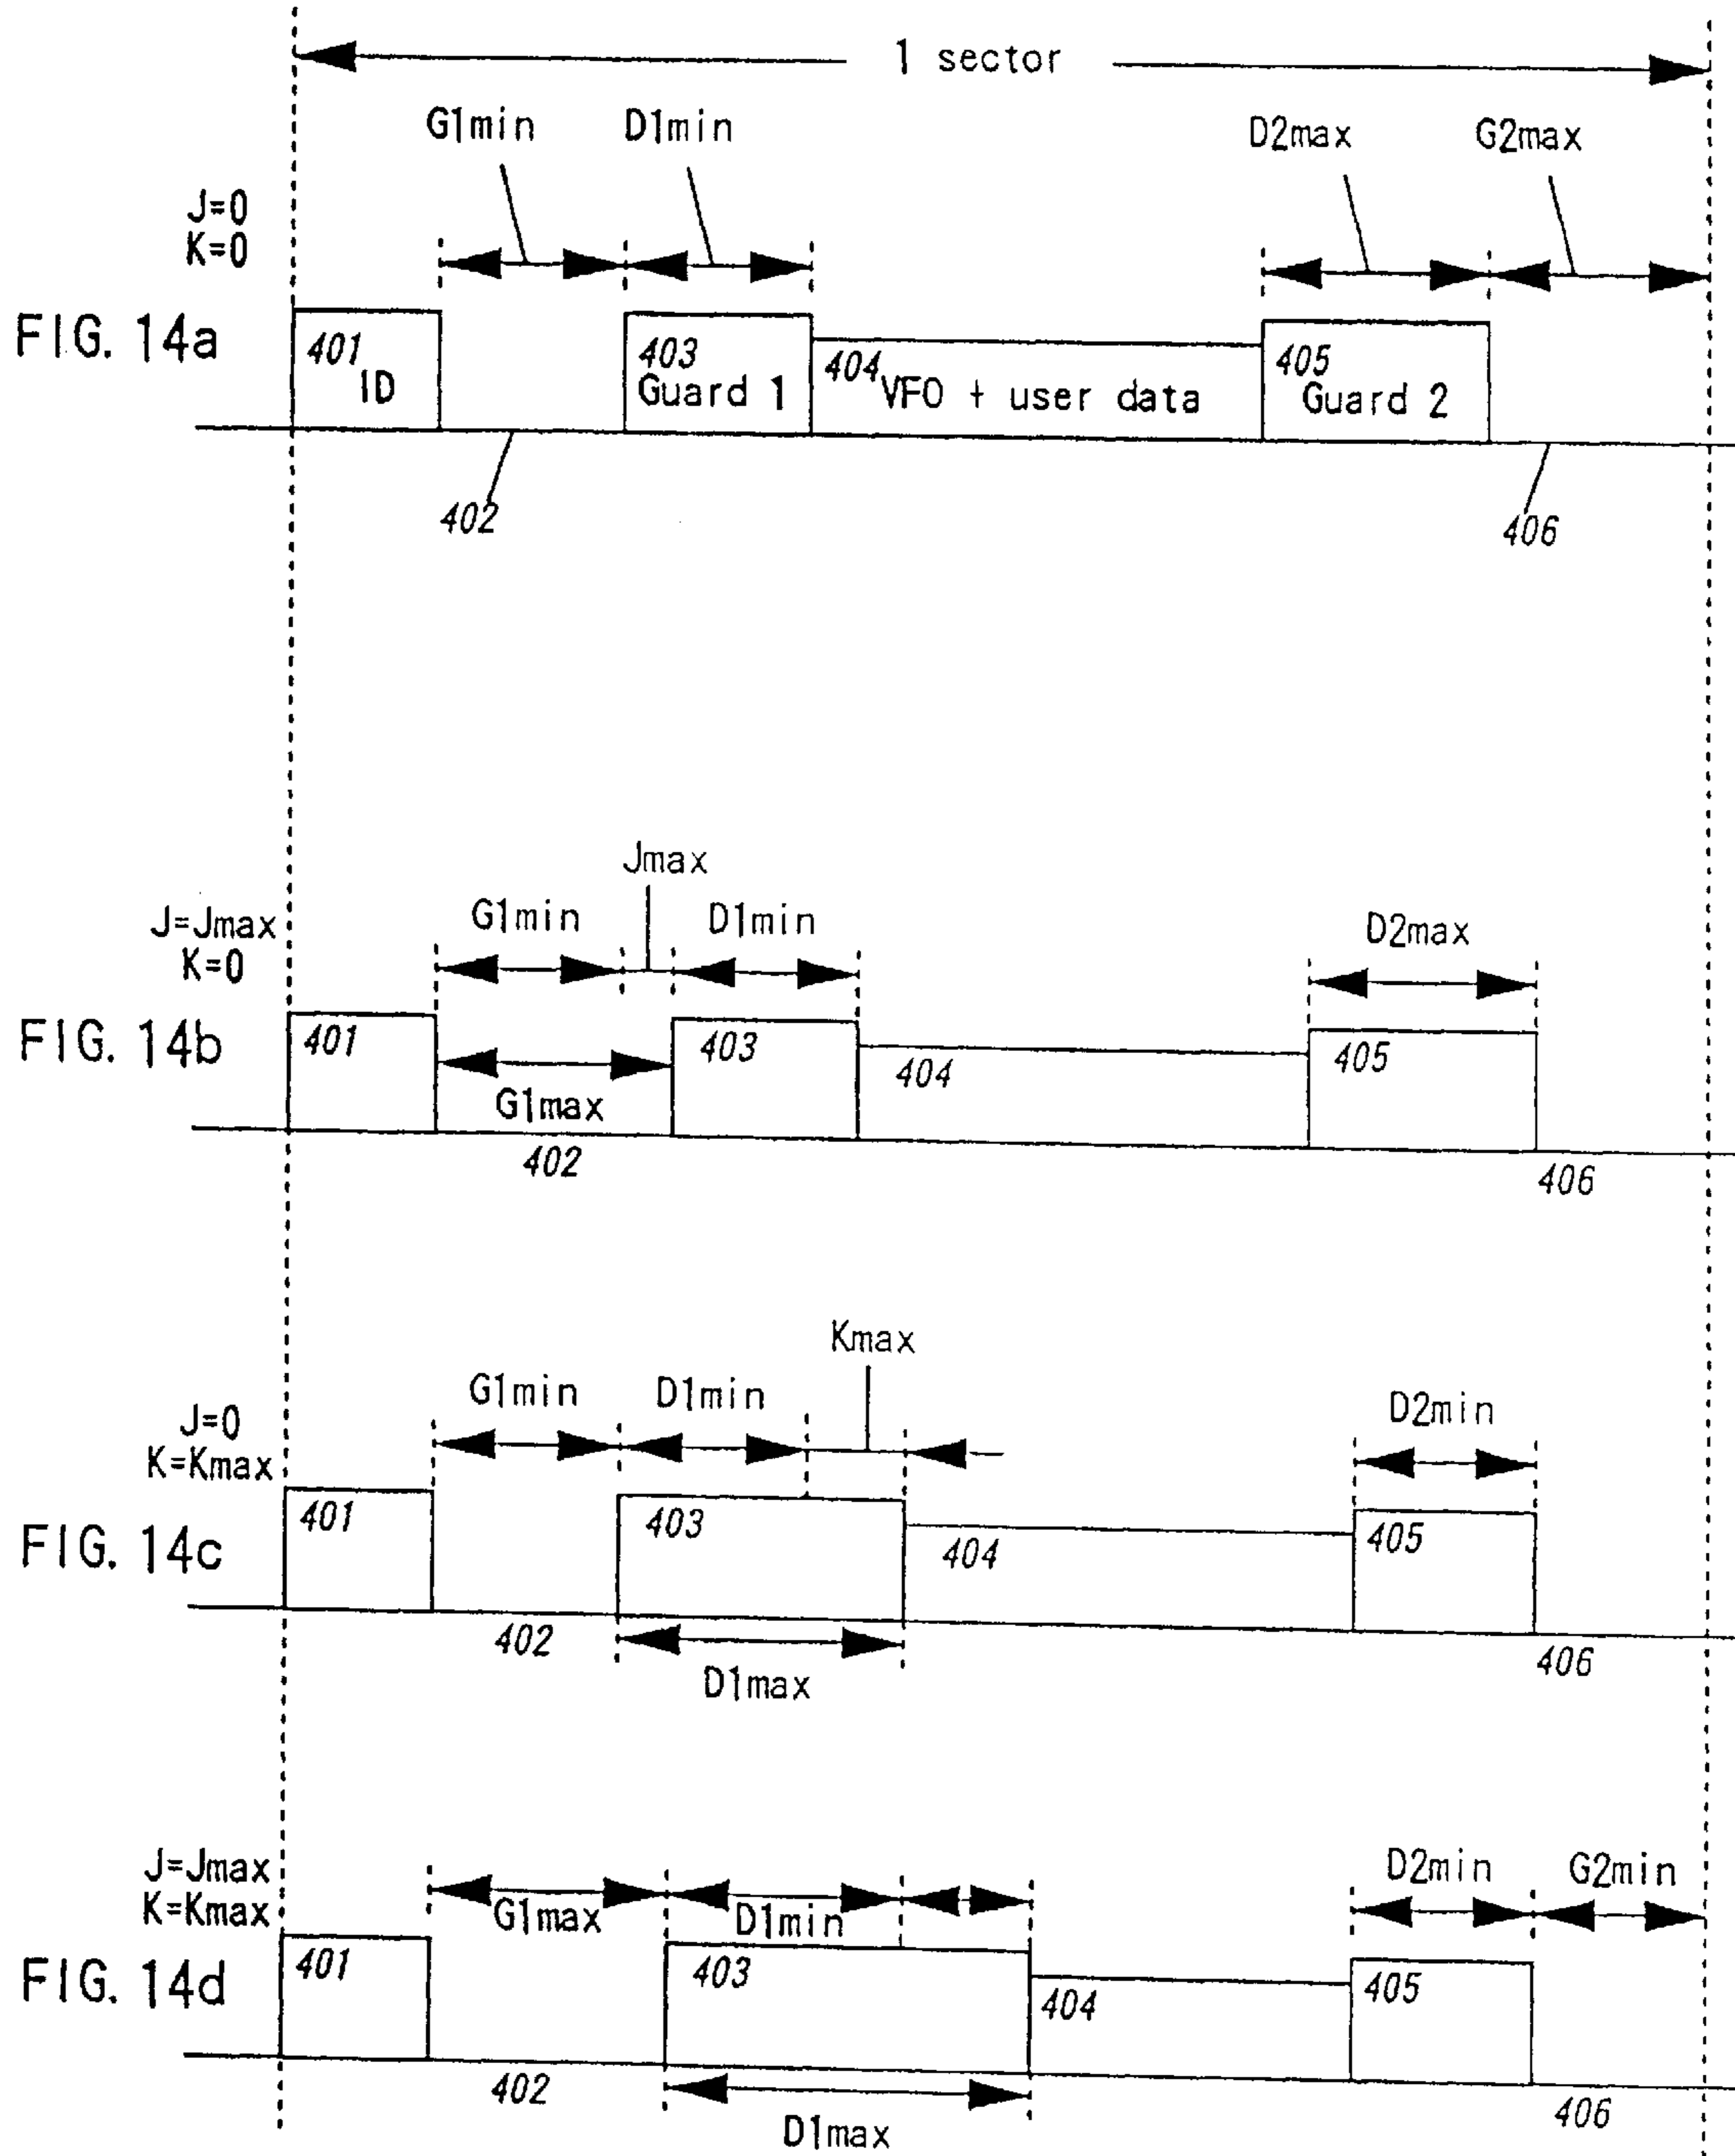 1 sector
G1min D1min D2max G2max
J=0
K=0
FIG. 14a
401 ID
403 Guard 1
404 VFO + user data
405 Guard 2
402
406
Jmax
J=Jmax
K=0
G1min D1min D2max
FIG. 14b
401
403
404
405
G1max
402
406
Kmax
J=0
K=Kmax
G1min D1min D2min
FIG. 14c
401
403
404
405
402
406
D1max
J=Jmax
K=Kmax
G1max D1min D2min G2min
FIG. 14d
401
403
404
405
402
406
D1max